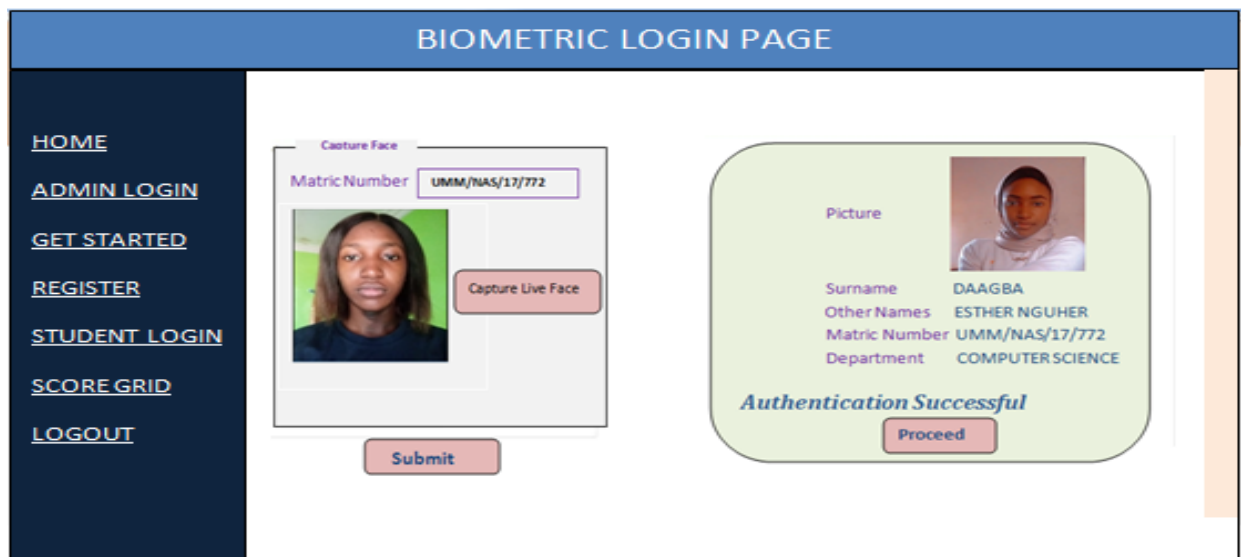 BIOMETRIC LOGIN PAGE
HOME
ADMIN LOGIN
GET STARTED
REGISTER
STUDENT LOGIN
SCORE GRID
LOGOUT
Capture Face
Matric Number UMM/NAS/17/772
Capture Live Face
Submit
Picture
Surname DAAGBA
Other Names ESTHER NGUHER
Matric Number UMM/NAS/17/772
Department COMPUTER SCIENCE
Authentication Successful
Proceed